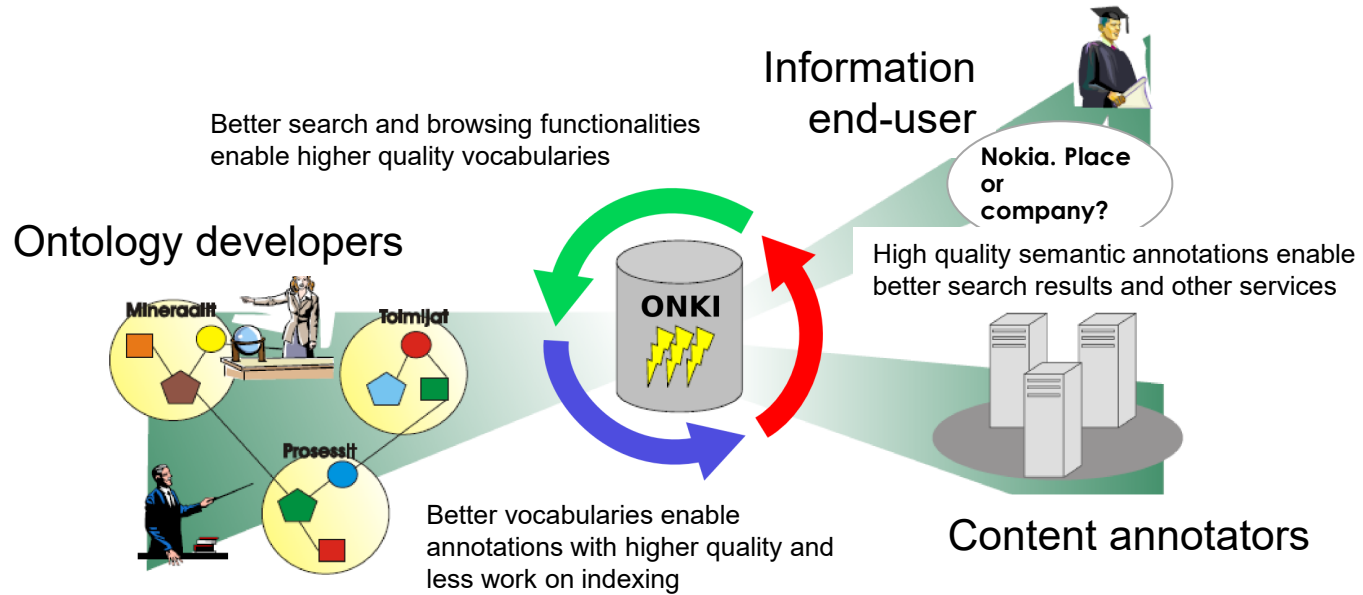 Information
end-user
Better search and browsing functionalities
enable higher quality vocabularies
Nokia. Place
or
company?
Ontology developers
High quality semantic annotations enable
better search results and other services
ONKI
Mineraalit
Toimijat
Prosessit
Better vocabularies enable
annotations with higher quality and
less work on indexing
Content annotators